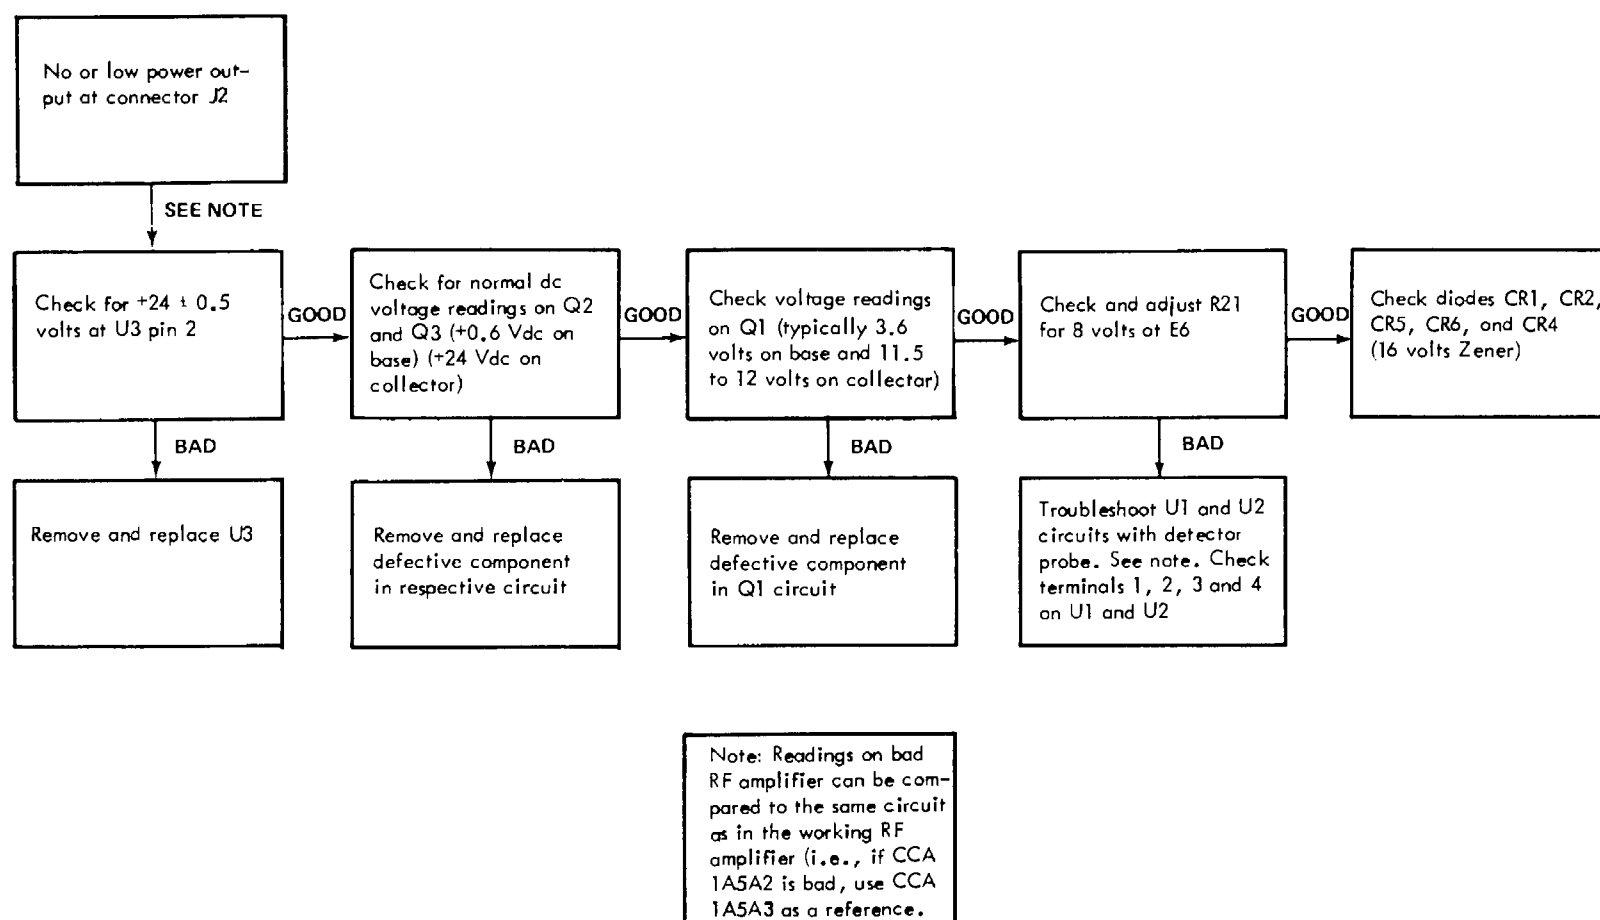 No or low power out-
put at connector J2
SEE NOTE
Check for +24 ± 0.5
volts at U3 pin 2
GOOD
Check for normal dc
voltage readings on Q2
and Q3 (+0.6 Vdc on
base) (+24 Vdc on
collector)
GOOD
Check voltage readings
on Q1 (typically 3.6
volts on base and 11.5
to 12 volts on collector)
GOOD
Check and adjust R21
for 8 volts at E6
GOOD
Check diodes CR1, CR2,
CR5, CR6, and CR4
(16 volts Zener)
BAD
BAD
BAD
BAD
Remove and replace U3
Remove and replace
defective component
in respective circuit
Remove and replace
defective component
in Q1 circuit
Troubleshoot U1 and U2
circuits with detector
probe. See note. Check
terminals 1, 2, 3 and 4
on U1 and U2
Note: Readings on bad
RF amplifier can be com-
pared to the same circuit
as in the working RF
amplifier (i.e., if CCA
1A5A2 is bad, use CCA
1A5A3 as a reference.